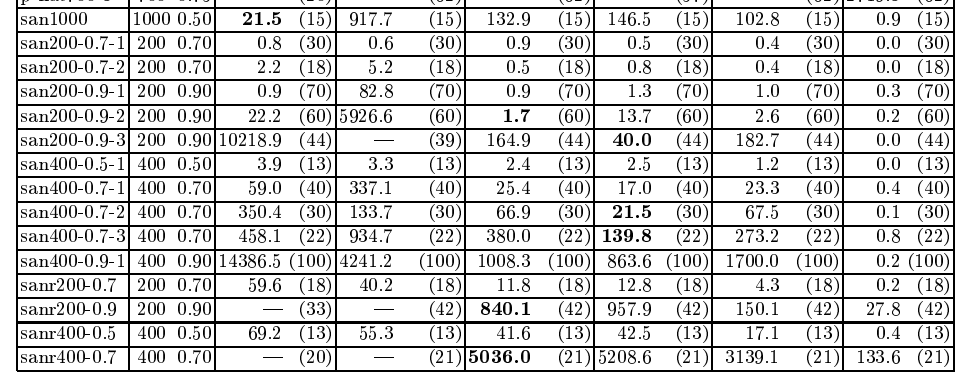 san1000 1000 0.50 21.5 (15) 917.7 (15) 132.9 (15) 146.5 (15) 102.8 (15) 0.9 (15)
san200-0.7-1 200 0.70 0.8 (30) 0.6 (30) 0.9 (30) 0.5 (30) 0.4 (30) 0.0 (30)
san200-0.7-2 200 0.70 2.2 (18) 5.2 (18) 0.5 (18) 0.8 (18) 0.4 (18) 0.0 (18)
san200-0.9-1 200 0.90 0.9 (70) 82.8 (70) 0.9 (70) 1.3 (70) 1.0 (70) 0.3 (70)
san200-0.9-2 200 0.90 22.2 (60) 5926.6 (60) 1.7 (60) 13.7 (60) 2.6 (60) 0.2 (60)
san200-0.9-3 200 0.90 10218.9 (44) — (39) 164.9 (44) 40.0 (44) 182.7 (44) 0.0 (44)
san400-0.5-1 400 0.50 3.9 (13) 3.3 (13) 2.4 (13) 2.5 (13) 1.2 (13) 0.0 (13)
san400-0.7-1 400 0.70 59.0 (40) 337.1 (40) 25.4 (40) 17.0 (40) 23.3 (40) 0.4 (40)
san400-0.7-2 400 0.70 350.4 (30) 133.7 (30) 66.9 (30) 21.5 (30) 67.5 (30) 0.1 (30)
san400-0.7-3 400 0.70 458.1 (22) 934.7 (22) 380.0 (22) 139.8 (22) 273.2 (22) 0.8 (22)
san400-0.9-1 400 0.90 14386.5 (100) 4241.2 (100) 1008.3 (100) 863.6 (100) 1700.0 (100) 0.2 (100)
sanr200-0.7 200 0.70 59.6 (18) 40.2 (18) 11.8 (18) 12.8 (18) 4.3 (18) 0.2 (18)
sanr200-0.9 200 0.90 — (33) — (42) 840.1 (42) 957.9 (42) 150.1 (42) 27.8 (42)
sanr400-0.5 400 0.50 69.2 (13) 55.3 (13) 41.6 (13) 42.5 (13) 17.1 (13) 0.4 (13)
sanr400-0.7 400 0.70 — (20) — (21) 5036.0 (21) 5208.6 (21) 3139.1 (21) 133.6 (21)